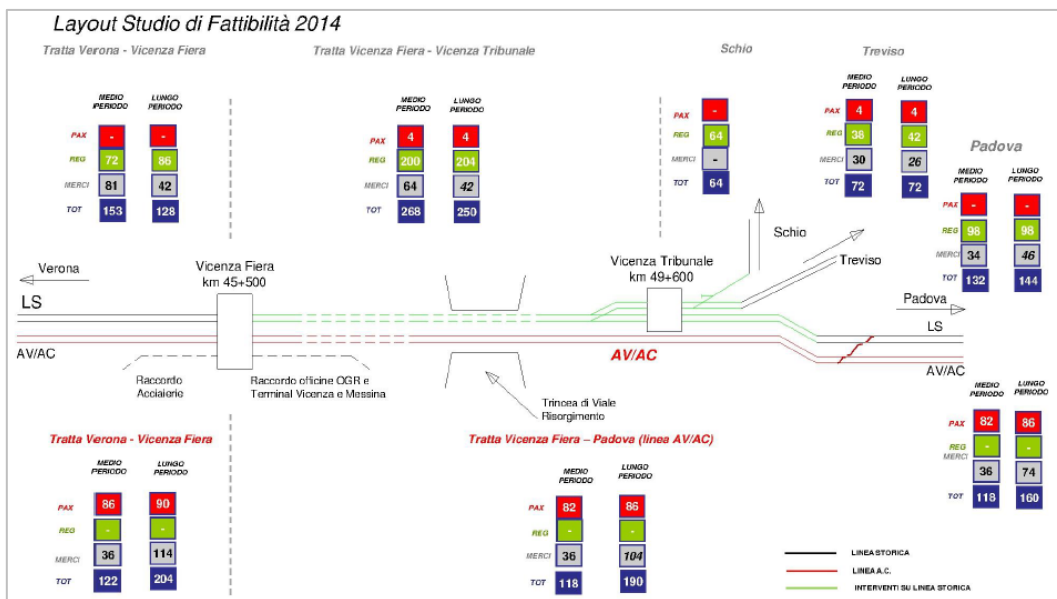 Layout Studio di Fattibilità 2014
Tratta Verona - Vicenza Fiera
MEDIO PERIODO
LUNGO PERIODO
PAX - -
REG 72 86
MERCI 81 42
TOT 153 128
Tratta Vicenza Fiera - Vicenza Tribunale
MEDIO PERIODO
LUNGO PERIODO
PAX 4 4
REG 200 204
MERCI 64 42
TOT 268 250
Schio
PAX -
REG 64
MERCI -
TOT 64
Treviso
MEDIO PERIODO
LUNGO PERIODO
PAX 4 4
REG 38 42
MERCI 30 26
TOT 72 72
Padova
MEDIO PERIODO
LUNGO PERIODO
PAX - -
REG 98 98
MERCI 34 46
TOT 132 144
Verona
LS
AV/AC
Vicenza Fiera
km 45+500
Vicenza Tribunale
km 49+600
Schio
Treviso
Padova
LS
AV/AC
AV/AC
Raccordo
Acciaierie
Raccordo officine OGR e
Terminal Vicenza e Messina
Trincea di Viale
Risorgimento
Tratta Verona - Vicenza Fiera
MEDIO PERIODO
LUNGO PERIODO
PAX 86 90
REG - -
MERCI 36 114
TOT 122 204
Tratta Vicenza Fiera – Padova (linea AV/AC)
MEDIO PERIODO
LUNGO PERIODO
PAX 82 86
REG - -
MERCI 36 104
TOT 118 190
MEDIO PERIODO
LUNGO PERIODO
PAX 82 86
REG - -
MERCI 36 74
TOT 118 160
LINEA STORICA
LINEA A.C.
INTERVENTI SU LINEA STORICA